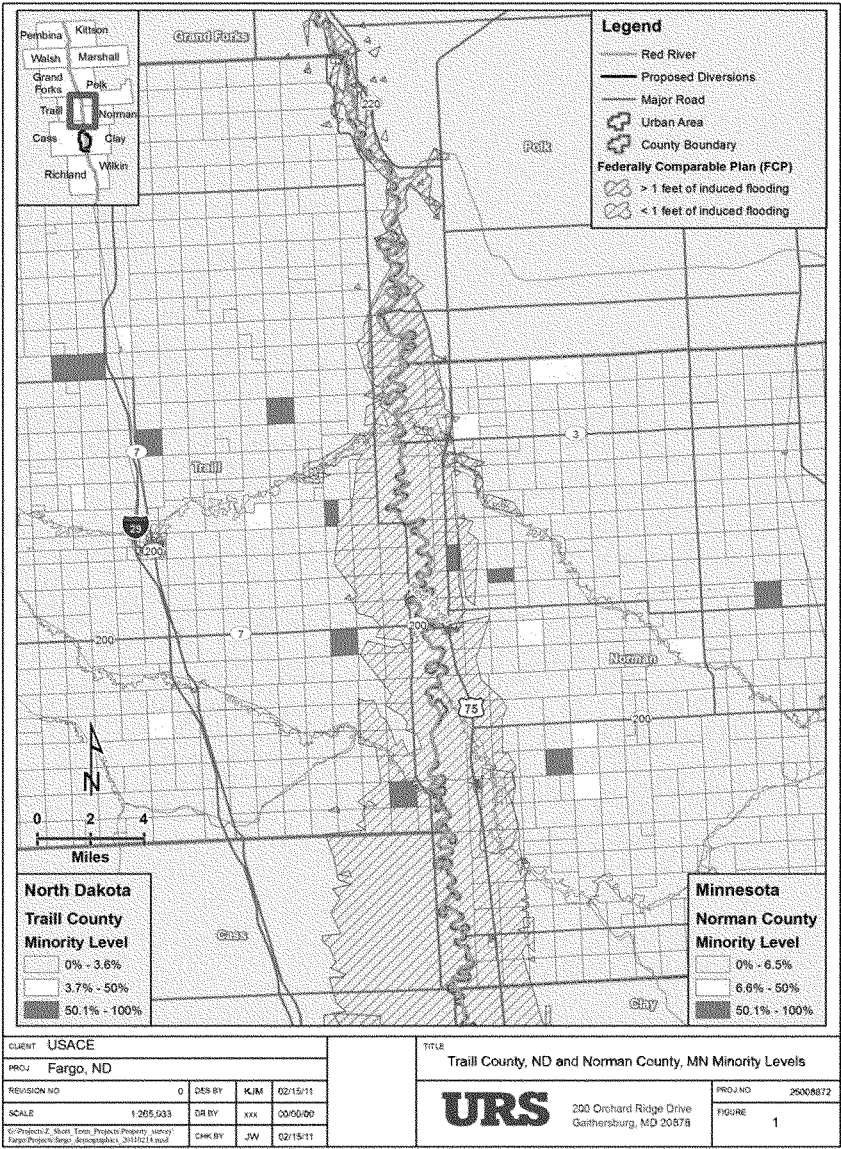 Pembina
Kittson
Walsh
Marshall
Grand
Forks
Polk
Traill
Norman
Cass
Clay
Richland
Wilkin
Grand Forks
220
Polk
Legend
Red River
Proposed Diversions
Major Road
Urban Area
County Boundary
Federally Comparable Plan (FCP)
> 1 feet of induced flooding
< 1 feet of induced flooding
3
7
Traill
29
200
200
7
200
Norman
75
200
N
0 2 4
Miles
North Dakota
Traill County
Minority Level
0% - 3.6%
3.7% - 50%
50.1% - 100%
Cass
Clay
Minnesota
Norman County
Minority Level
0% - 6.5%
6.6% - 50%
50.1% - 100%
CLIENT USACE
PROJ Fargo, ND
REVISION NO 0 DES BY KJM 02/15/11
SCALE 1:265,933 DR BY xxx 00/00/00
CHK BY JW 02/15/11
TITLE
Traill County, ND and Norman County, MN Minority Levels
URS
200 Orchard Ridge Drive
Gaithersburg, MD 20878
PROJ NO 25008872
FIGURE 1